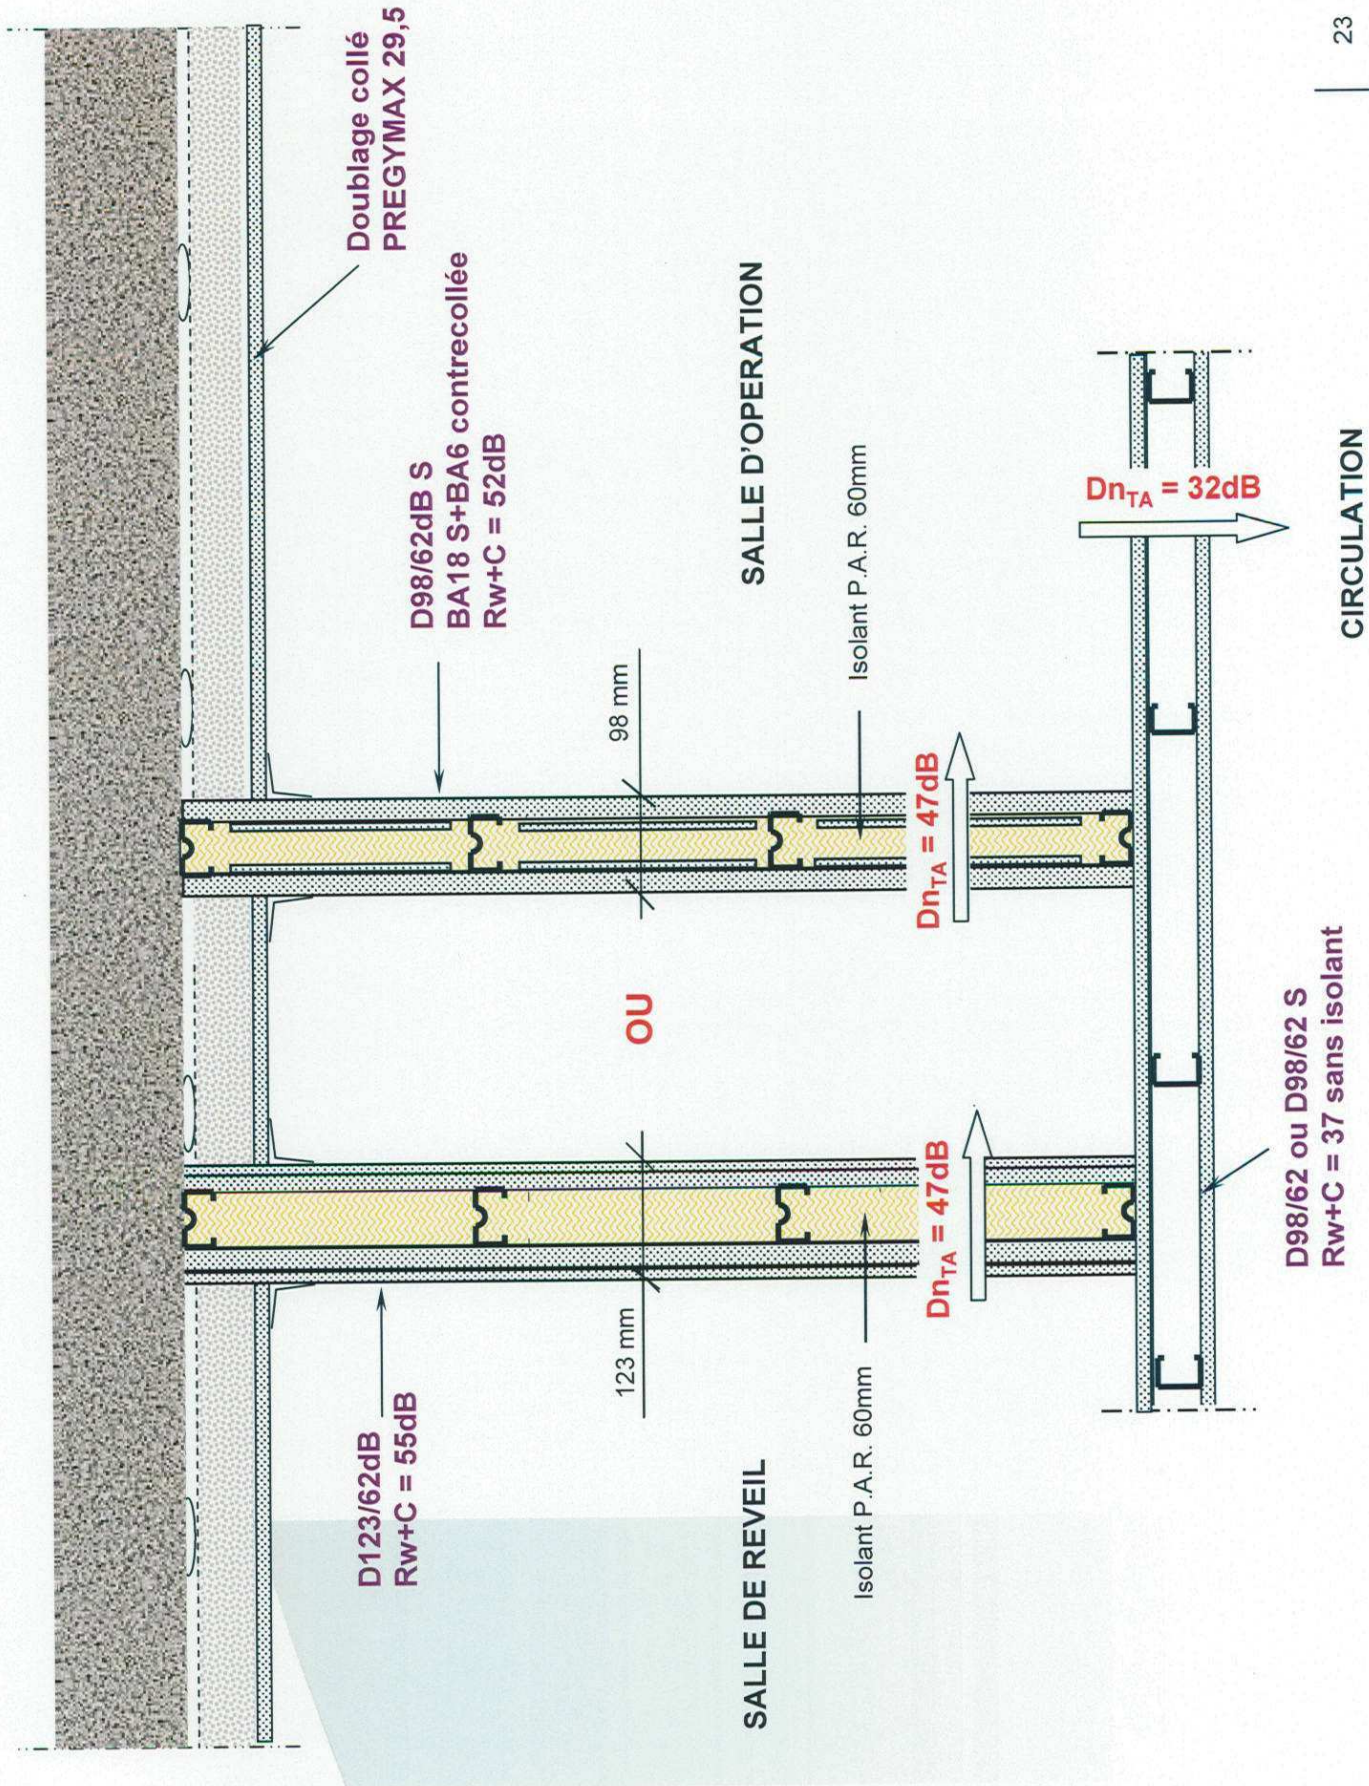 Doublage collé
PREGYMAX 29,5
D98/62dB S
BA18 S+BA6 contrecollée
Rw+C = 52dB
D123/62dB
Rw+C = 55dB
123 mm
OU
98 mm
SALLE DE REVEIL
SALLE D'OPERATION
Isolant P.A.R. 60mm
Isolant P.A.R. 60mm
DnTA = 47dB
DnTA = 47dB
DnTA = 32dB
D98/62 ou D98/62 S
Rw+C = 37 sans isolant
CIRCULATION
23